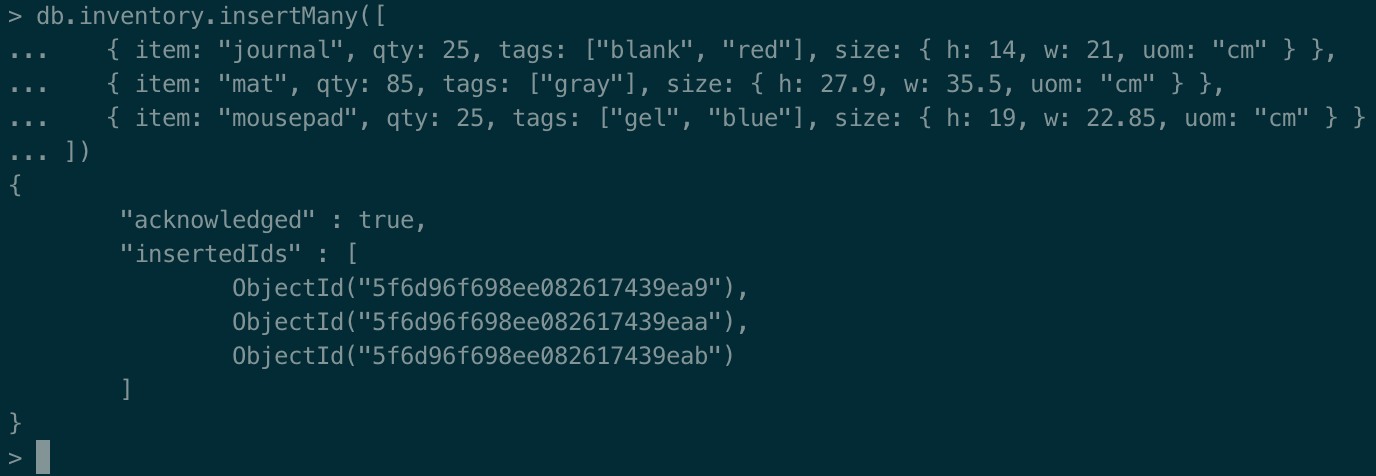 > db.inventory.insertMany([
...    { item: "journal", qty: 25, tags: ["blank", "red"], size: { h: 14, w: 21, uom: "cm" } },
...    { item: "mat", qty: 85, tags: ["gray"], size: { h: 27.9, w: 35.5, uom: "cm" } },
...    { item: "mousepad", qty: 25, tags: ["gel", "blue"], size: { h: 19, w: 22.85, uom: "cm" } }
... ])
{
        "acknowledged" : true,
        "insertedIds" : [
                ObjectId("5f6d96f698ee082617439ea9"),
                ObjectId("5f6d96f698ee082617439eaa"),
                ObjectId("5f6d96f698ee082617439eab")
        ]
}
>